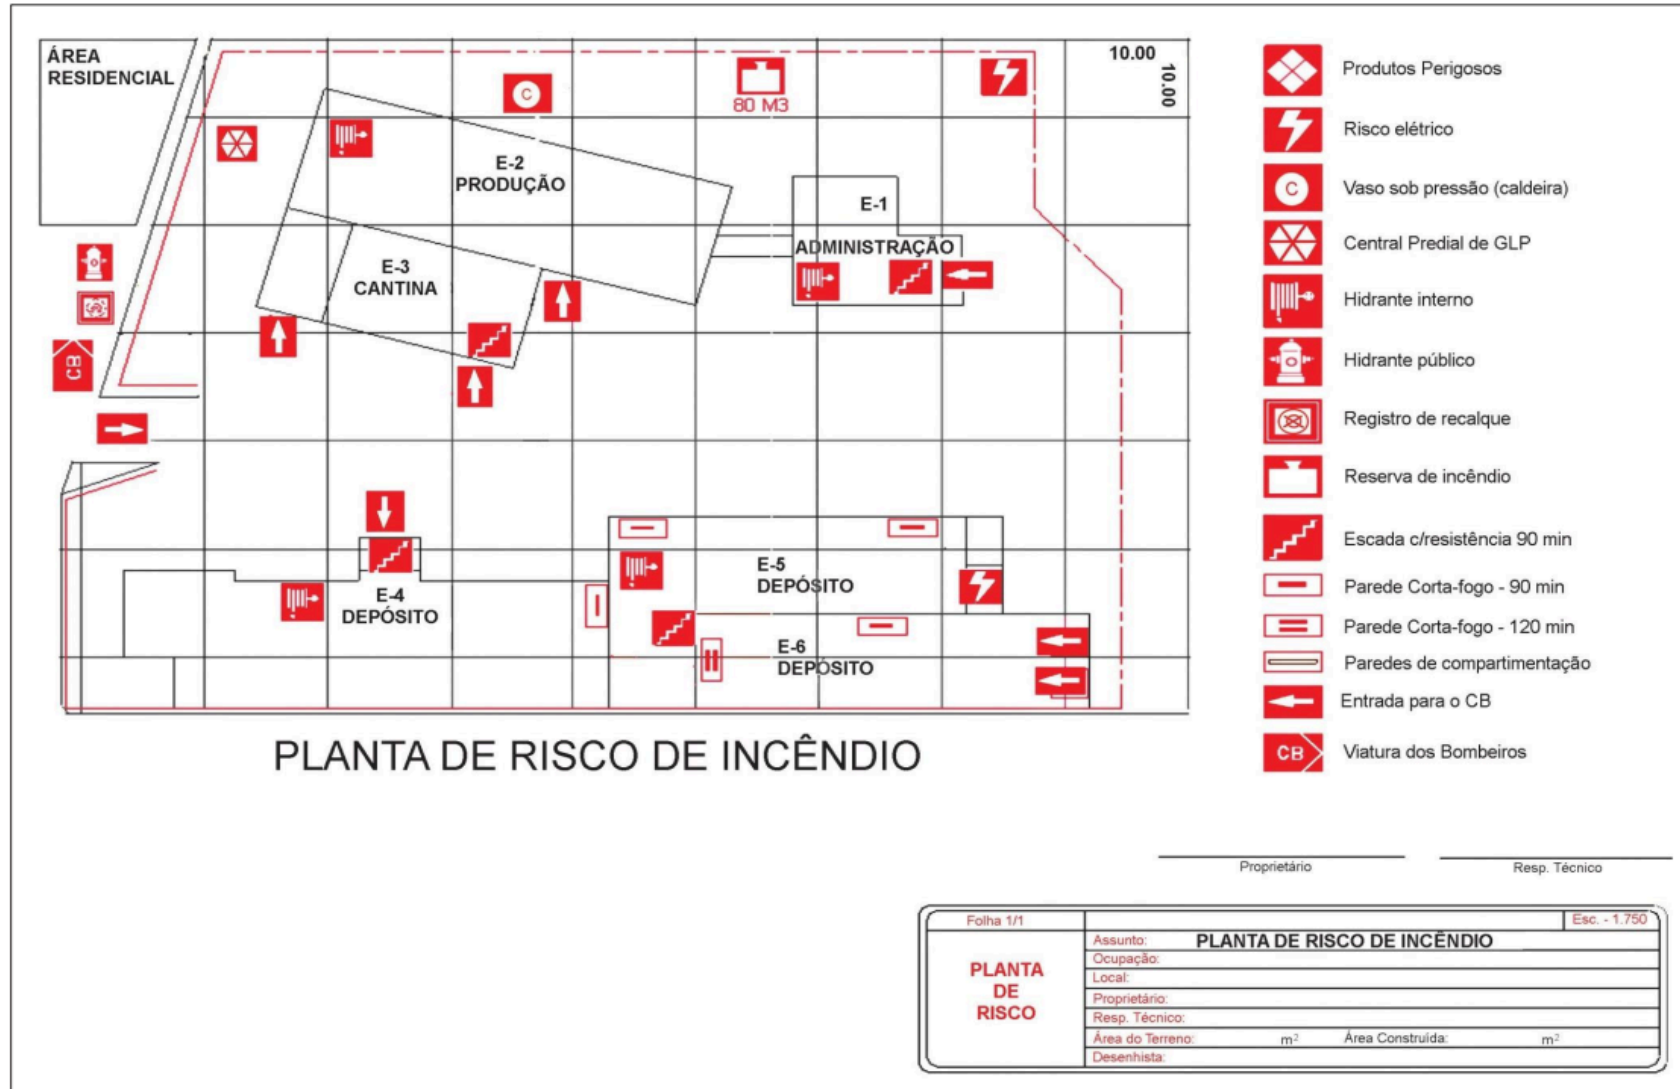 ÁREA
RESIDENCIAL
C
80 M3
10.00
10.00
E-2
PRODUÇÃO
E-1
ADMINISTRAÇÃO
E-3
CANTINA
CB
E-5
DEPÓSITO
E-4
DEPÓSITO
E-6
DEPÓSITO
PLANTA DE RISCO DE INCÊNDIO
Produtos Perigosos
Risco elétrico
C
Vaso sob pressão (caldeira)
Central Predial de GLP
Hidrante interno
Hidrante público
Registro de recalque
Reserva de incêndio
Escada c/resistência 90 min
Parede Corta-fogo - 90 min
Parede Corta-fogo - 120 min
Paredes de compartimentação
Entrada para o CB
CB
Viatura dos Bombeiros
Proprietário
Resp. Técnico
Folha 1/1
Esc. - 1.750
PLANTA
DE
RISCO
Assunto: PLANTA DE RISCO DE INCÊNDIO
Ocupação:
Local:
Proprietário:
Resp. Técnico:
Área do Terreno: m² Área Construída: m²
Desenhista: